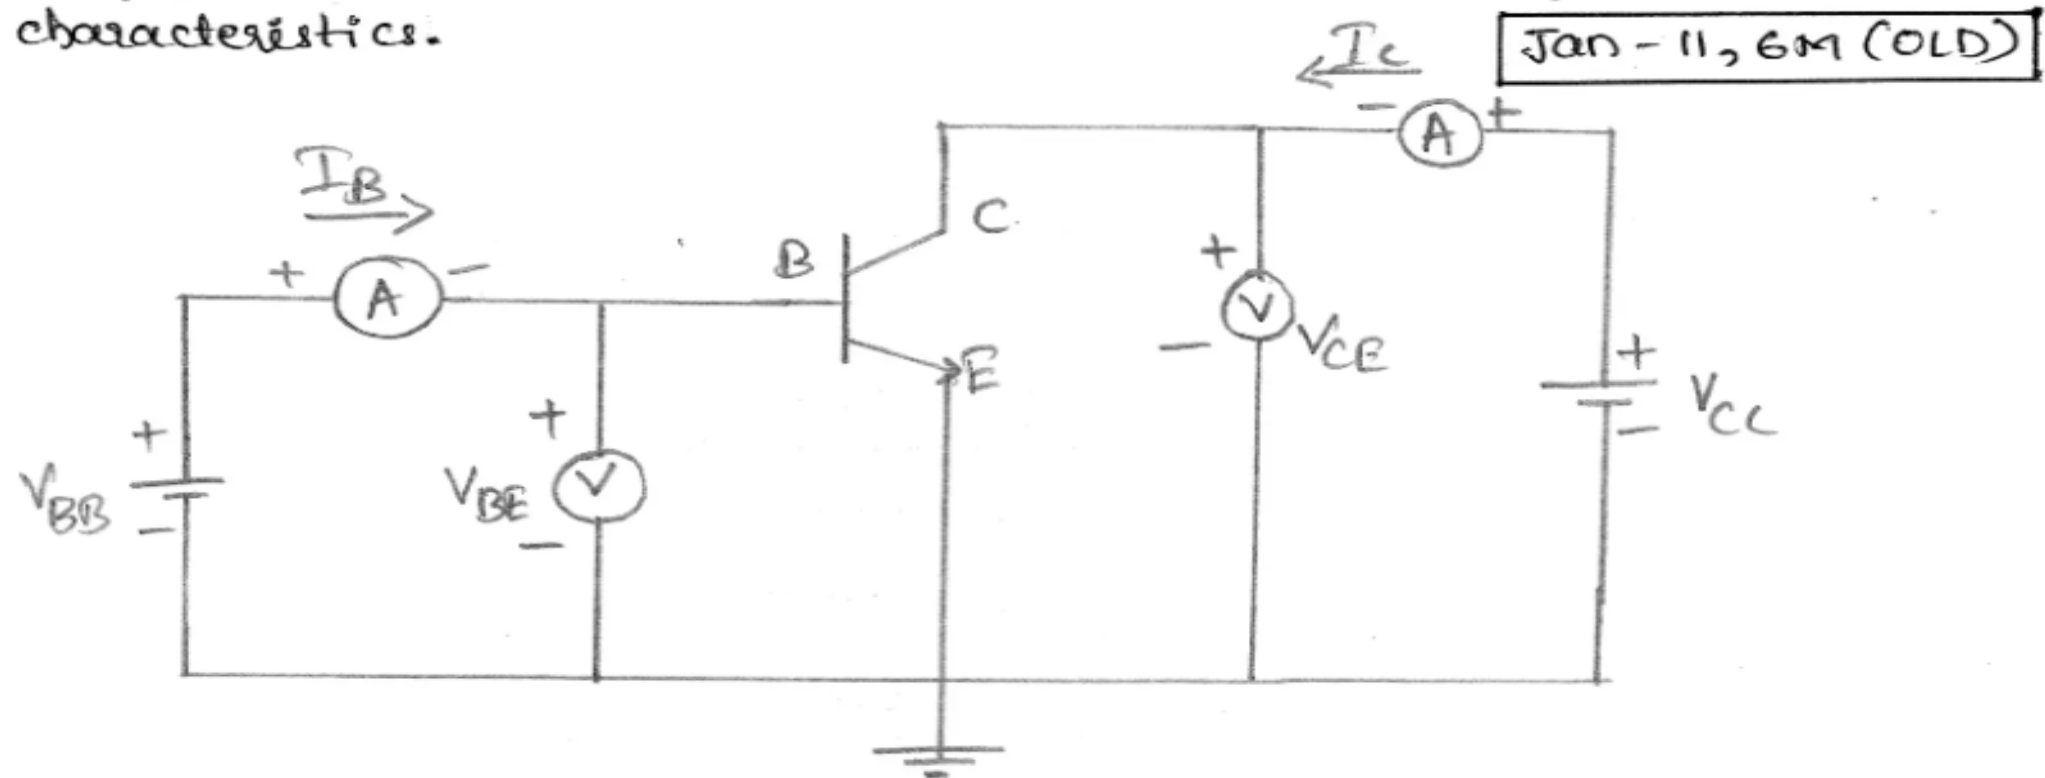 characteristics.
Jan - 11, 6M (OLD)
IC
- A +
IB
+ A -
B
C
E
+
V
-
VCE
+
VCC
-
+
VBB
-
+
VBE
V
-